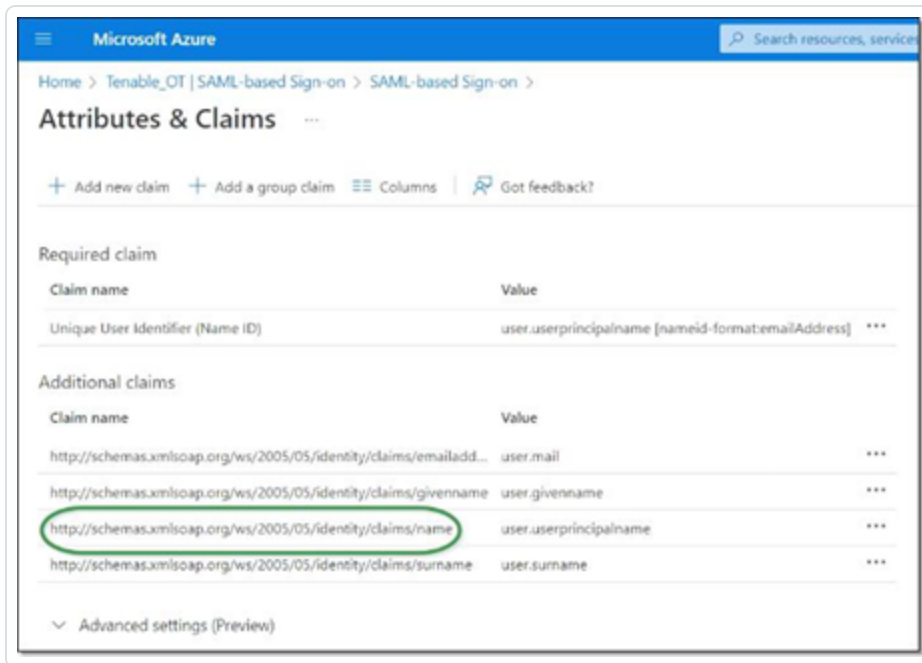 Microsoft Azure
Search resources, services
Home > Tenable_OT | SAML-based Sign-on > SAML-based Sign-on >
Attributes & Claims ...
Add new claim Add a group claim Columns Got feedback?
Required claim
Claim name Value
Unique User Identifier (Name ID) user.userprincipalname [nameid-format:emailAddress] ...
Additional claims
Claim name Value
http://schemas.xmlsoap.org/ws/2005/05/identity/claims/emailadd... user.mail ...
http://schemas.xmlsoap.org/ws/2005/05/identity/claims/givenname user.givenname ...
http://schemas.xmlsoap.org/ws/2005/05/identity/claims/name user.userprincipalname ...
http://schemas.xmlsoap.org/ws/2005/05/identity/claims/surname user.surname ...
Advanced settings (Preview)